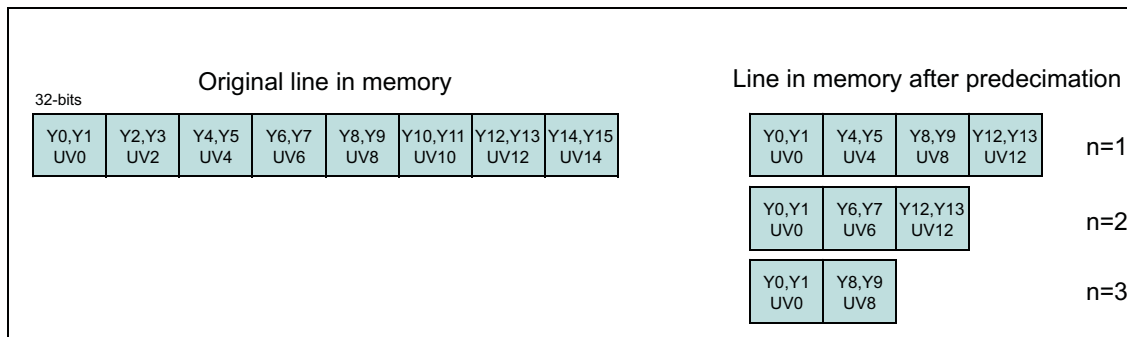 Original line in memory
32-bits
Y0,Y1 Y2,Y3 Y4,Y5 Y6,Y7 Y8,Y9 Y10,Y11 Y12,Y13 Y14,Y15
UV0 UV2 UV4 UV6 UV8 UV10 UV12 UV14
Line in memory after predecimation
Y0,Y1 Y4,Y5 Y8,Y9 Y12,Y13
UV0 UV4 UV8 UV12
n=1
Y0,Y1 Y6,Y7 Y12,Y13
UV0 UV6 UV12
n=2
Y0,Y1 Y8,Y9
UV0 UV8
n=3